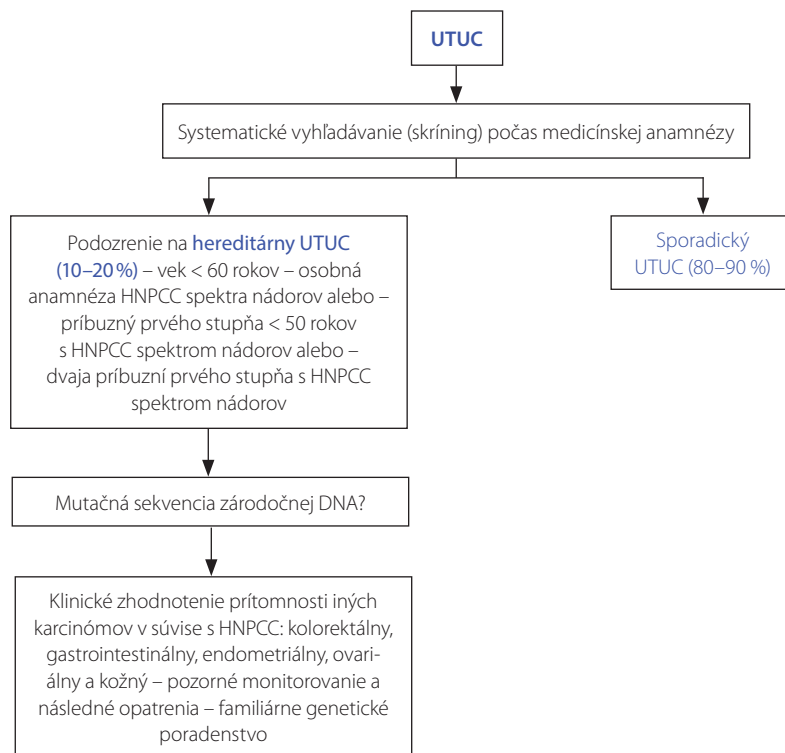 UTUC
Systematické vyhľadávanie (skríning) počas medicínskej anamnézy
Podozrenie na hereditárny UTUC
(10–20 %) – vek < 60 rokov – osobná
anamnéza HNPCC spektra nádorov alebo –
príbuzný prvého stupňa < 50 rokov
s HNPCC spektrom nádorov alebo –
dvaja príbuzní prvého stupňa s HNPCC
spektrom nádorov
Sporadický
UTUC (80–90 %)
Mutačná sekvencia zárodočnej DNA?
Klinické zhodnotenie prítomnosti iných
karcinómov v súvise s HNPCC: kolorektálny,
gastrointestinálny, endometriálny, ovari-
álny a kožný – pozorné monitorovanie a
následné opatrenia – familiárne genetické
poradenstvo